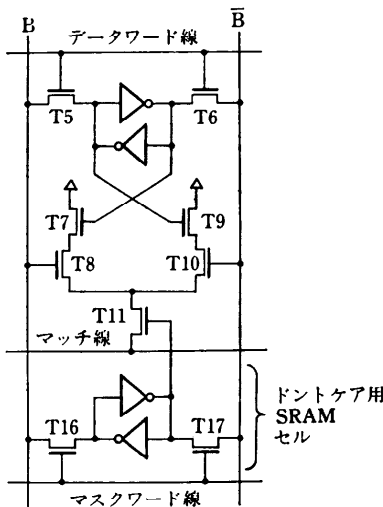 B
B̅
データワード線
T5
T6
T7
T9
T8
T10
T11
マッチ線
T16
T17
ドントケア用
SRAM
セル
マスクワード線